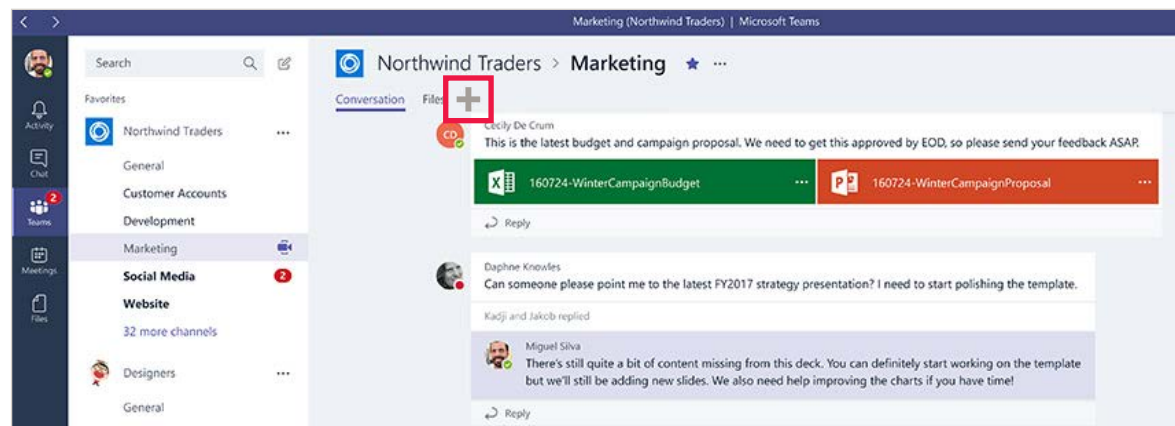 Marketing (Northwind Traders) | Microsoft Teams
Search
Northwind Traders > Marketing
Favorites
Conversation
Files
Activity
Northwind Traders
General
Chat
Customer Accounts
2
Teams
Development
Marketing
Meetings
Social Media
2
Website
Files
32 more channels
Designers
General
CD
Cecily De Crum
This is the latest budget and campaign proposal. We need to get this approved by EOD, so please send your feedback ASAP.
160724-WinterCampaignBudget
160724-WinterCampaignProposal
Reply
Daphne Knowles
Can someone please point me to the latest FY2017 strategy presentation? I need to start polishing the template.
Kadji and Jakob replied
Miguel Silva
There's still quite a bit of content missing from this deck. You can definitely start working on the template
but we'll still be adding new slides. We also need help improving the charts if you have time!
Reply